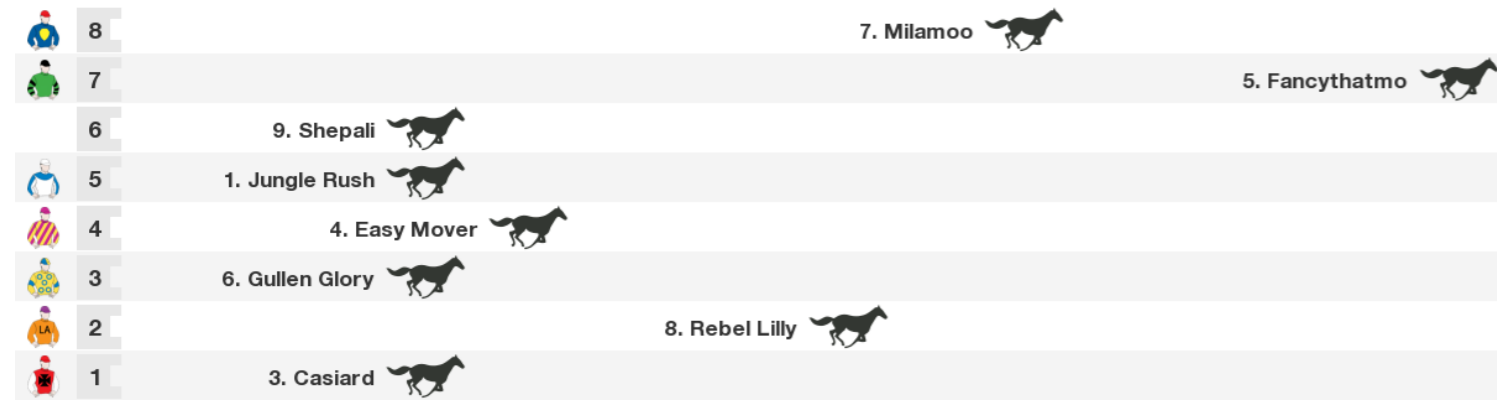 8 7. Milamoo
7 5. Fancythatmo
6 9. Shepali
5 1. Jungle Rush
4 4. Easy Mover
3 6. Gullen Glory
LA 2 8. Rebel Lilly
1 3. Casiard